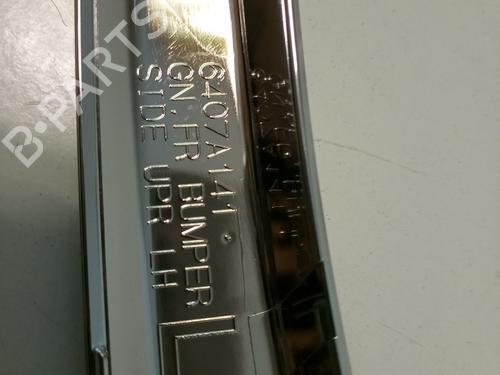 6407A141
GN.FR BUMPER
SIDE UPR LH
B-PARTS